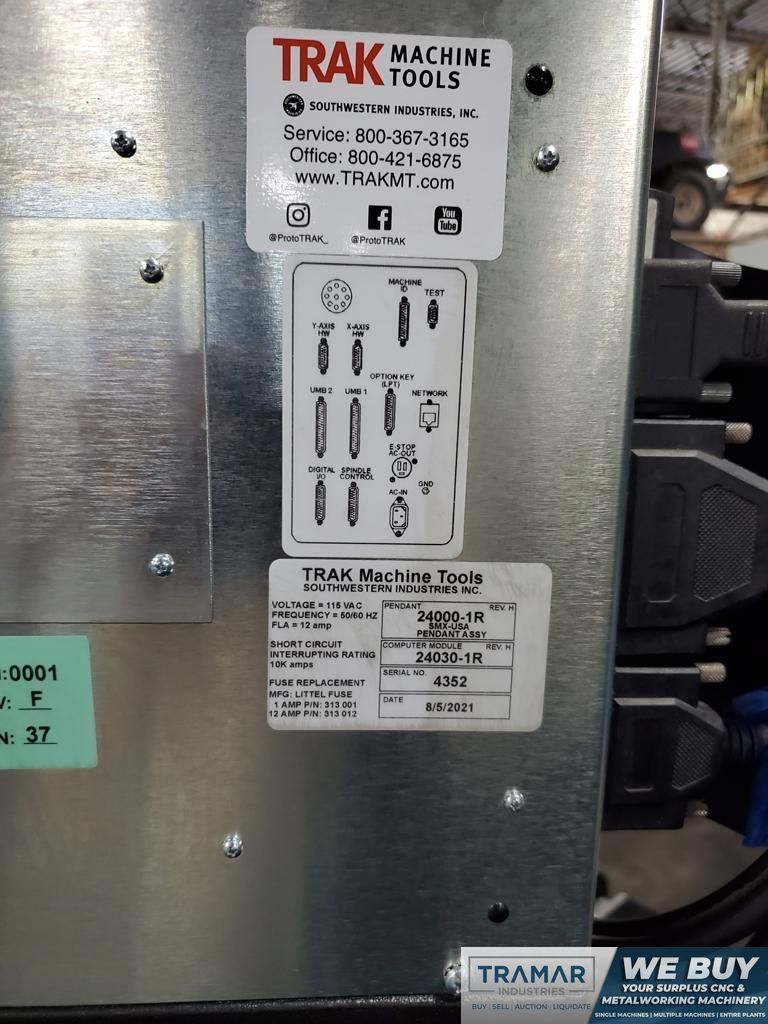 TRAK MACHINE TOOLS
SOUTHWESTERN INDUSTRIES, INC.
Service: 800-367-3165
Office: 800-421-6875
www.TRAKMT.com
You Tube
@ProtoTRAK_ @ProtoTRAK
MACHINE ID
TEST
Y-AXIS HW
X-AXIS HW
OPTION KEY (LPT)
UMB 2
UMB 1
NETWORK
E-STOP AC-OUT
DIGITAL I/O
SPINDLE CONTROL
GND
AC-IN
TRAK Machine Tools
SOUTHWESTERN INDUSTRIES INC.
VOLTAGE = 115 VAC
FREQUENCY = 50/60 HZ
FLA = 12 amp
SHORT CIRCUIT
INTERRUPTING RATING
10K amps
FUSE REPLACEMENT
MFG: LITTEL FUSE
1 AMP P/N: 313 001
12 AMP P/N: 313 012
PENDANT REV. H
24000-1R
SMX-USA
PENDANT ASSY
COMPUTER MODULE REV. H
24030-1R
SERIAL NO.
4352
DATE
8/5/2021
:0001
: F
N: 37
TRAMAR
INDUSTRIES
BUY | SELL | AUCTION | LIQUIDATE
WE BUY
YOUR SURPLUS CNC &
METALWORKING MACHINERY
SINGLE MACHINES | MULTIPLE MACHINES | ENTIRE PLANTS